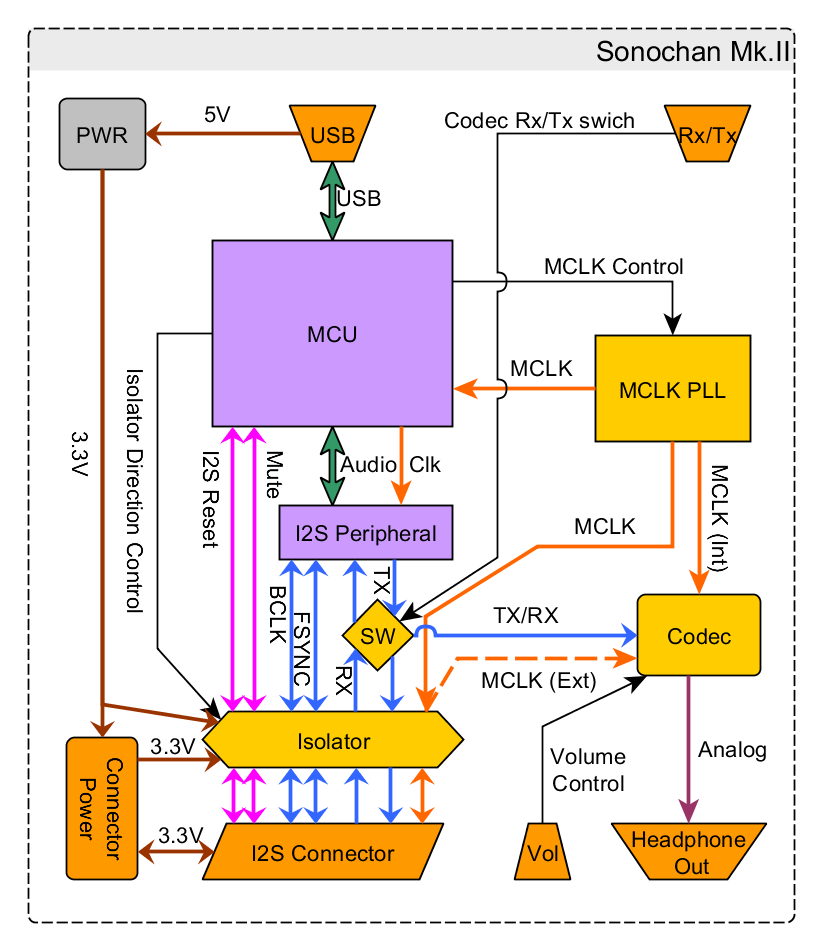 Sonochan Mk.II
PWR
5V
USB
Codec Rx/Tx swich
Rx/Tx
USB
MCLK Control
MCU
MCLK
MCLK PLL
Isolator Direction Control
3.3V
I2S Reset
Mute
Audio
Clk
MCLK
MCLK (Int)
I2S Peripheral
TX
BCLK
FSYNC
RX
SW
TX/RX
Codec
MCLK (Ext)
Isolator
3.3V
Connector
Power
Volume
Control
Analog
3.3V
I2S Connector
Vol
Headphone
Out